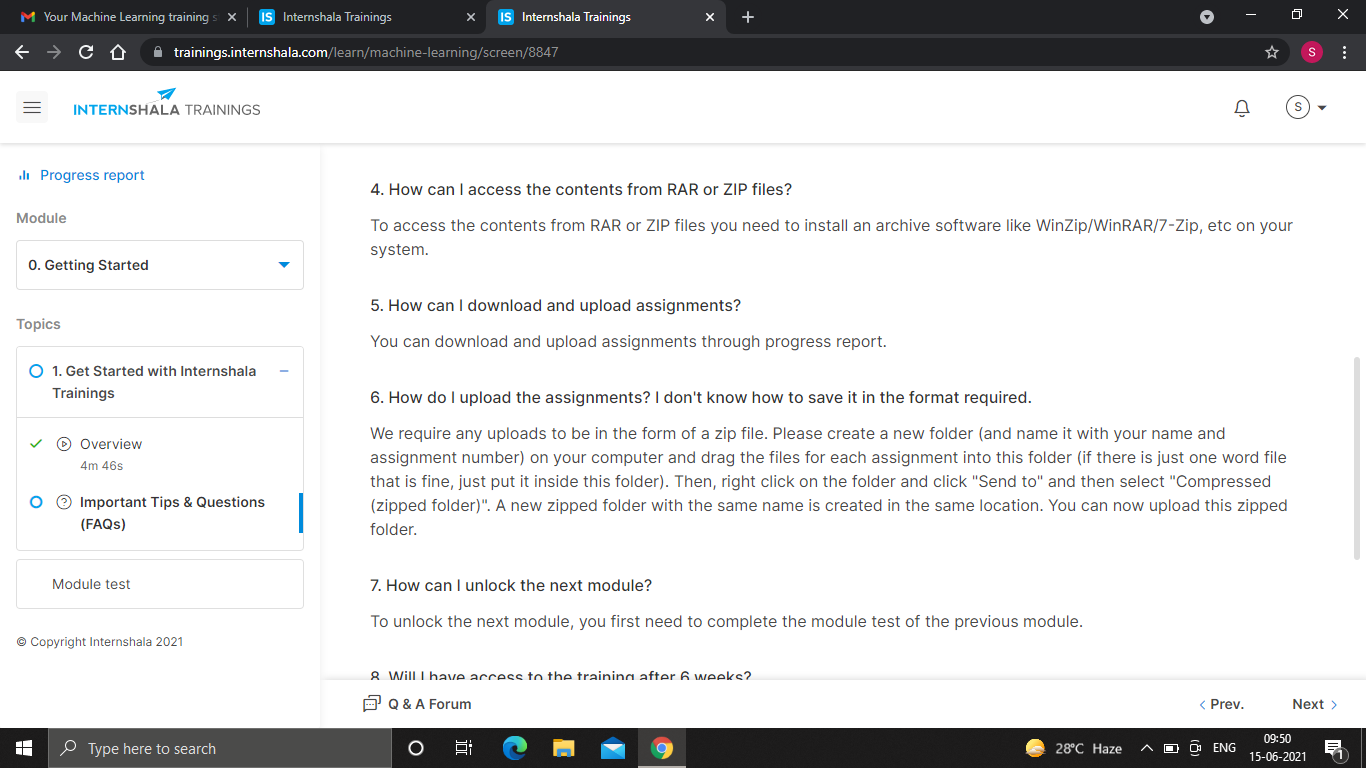 Your Machine Learning training s
Internshala Trainings
Internshala Trainings
trainings.internshala.com/learn/machine-learning/screen/8847
S
INTERNSHALA TRAININGS
S
Progress report
Module
0. Getting Started
Topics
1. Get Started with Internshala
Trainings
Overview
4m 46s
Important Tips & Questions
(FAQs)
Module test
© Copyright Internshala 2021
4. How can I access the contents from RAR or ZIP files?
To access the contents from RAR or ZIP files you need to install an archive software like WinZip/WinRAR/7-Zip, etc on your
system.
5. How can I download and upload assignments?
You can download and upload assignments through progress report.
6. How do I upload the assignments? I don't know how to save it in the format required.
We require any uploads to be in the form of a zip file. Please create a new folder (and name it with your name and
assignment number) on your computer and drag the files for each assignment into this folder (if there is just one word file
that is fine, just put it inside this folder). Then, right click on the folder and click "Send to" and then select "Compressed
(zipped folder)". A new zipped folder with the same name is created in the same location. You can now upload this zipped
folder.
7. How can I unlock the next module?
To unlock the next module, you first need to complete the module test of the previous module.
8. Will I have access to the training after 6 weeks?
Q & A Forum
Prev.
Next
Type here to search
28°C Haze
ENG
09:50
15-06-2021
1